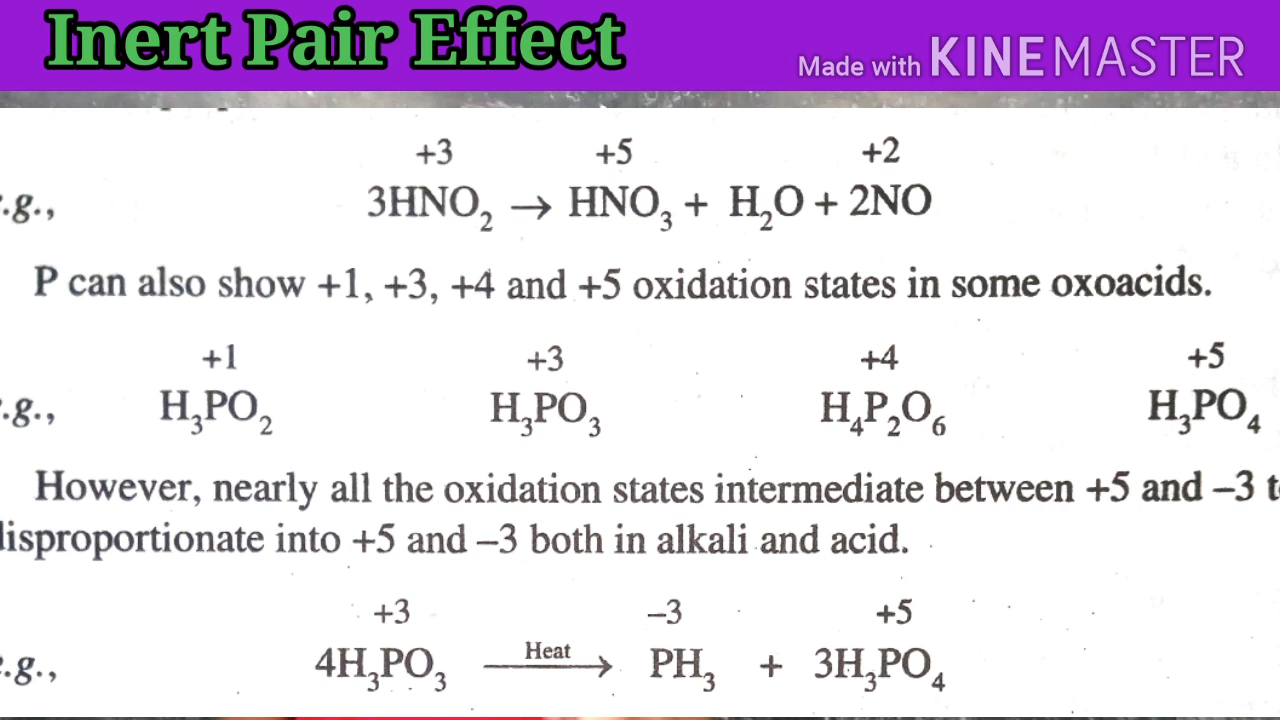 Inert Pair Effect
Made with KINEMASTER
+3 +5 +2
.g., 3HNO₂ → HNO₃ + H₂O + 2NO
P can also show +1, +3, +4 and +5 oxidation states in some oxoacids.
+1 +3 +4 +5
.g., H₃PO₂ H₃PO₃ H₄P₂O₆ H₃PO₄
However, nearly all the oxidation states intermediate between +5 and –3 t
disproportionate into +5 and –3 both in alkali and acid.
+3 –3 +5
.g., 4H₃PO₃ Heat → PH₃ + 3H₃PO₄